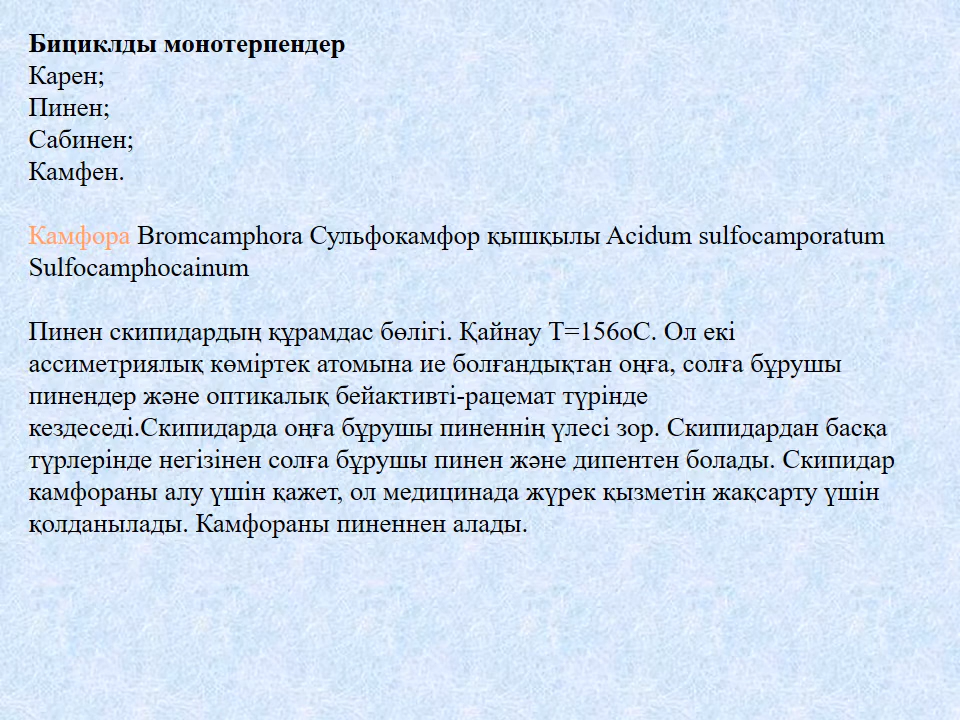 Бициклды монотерпендер
Карен;
Пинен;
Сабинен;
Камфен.
Камфора Bromcamphora Сульфокамфор қышқылы Acidum sulfocamporatum
Sulfocamphocainum
Пинен скипидардың құрамдас бөлігі. Қайнау Т=156оС. Ол екі
ассиметриялық көміртек атомына ие болғандықтан оңға, солға бұрушы
пинендер және оптикалық бейактивті-рацемат түрінде
кездеседі.Скипидарда оңға бұрушы пиненнің үлесі зор. Скипидардан басқа
түрлерінде негізінен солға бұрушы пинен және дипентен болады. Скипидар
камфораны алу үшін қажет, ол медицинада жүрек қызметін жақсарту үшін
қолданылады. Камфораны пиненнен алады.